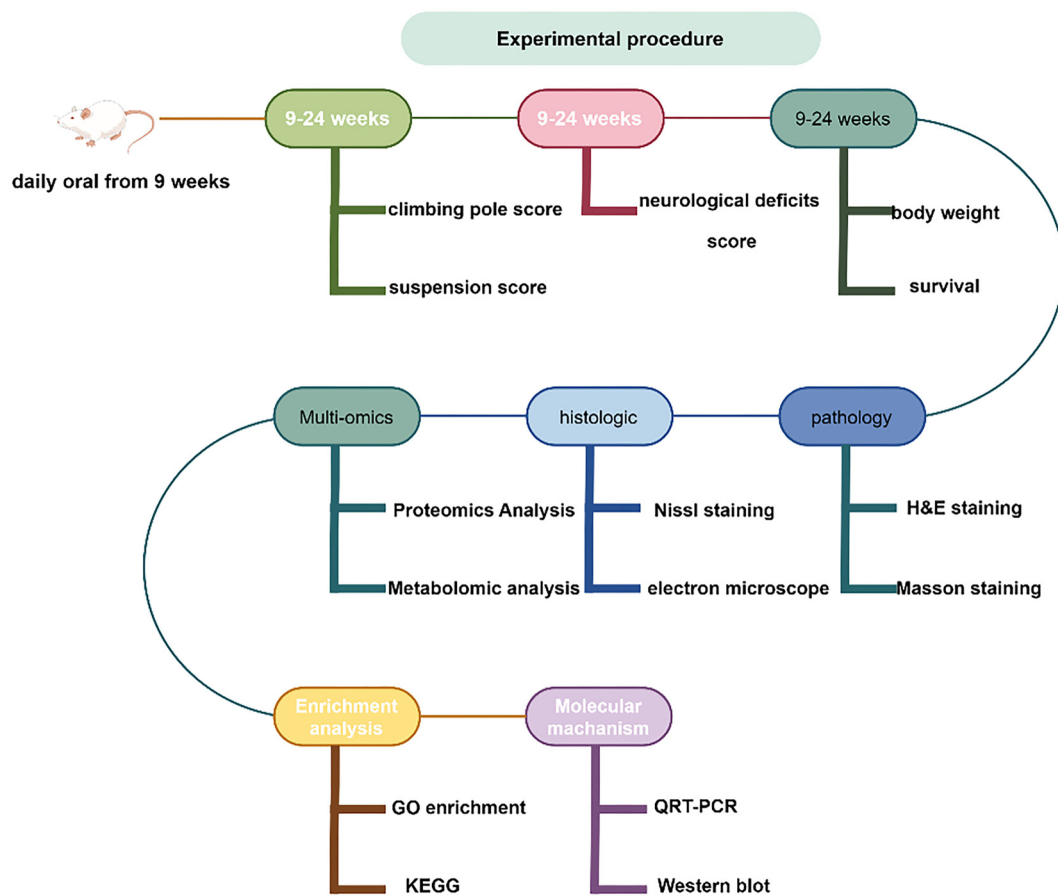 Experimental procedure
daily oral from 9 weeks
9-24 weeks
climbing pole score
suspension score
9-24 weeks
neurological deficits
score
9-24 weeks
body weight
survival
pathology
H&E staining
Masson staining
histologic
Nissl staining
electron microscope
Multi-omics
Proteomics Analysis
Metabolomic analysis
Enrichment
analysis
GO enrichment
KEGG
Molecular
machanism
QRT-PCR
Western blot